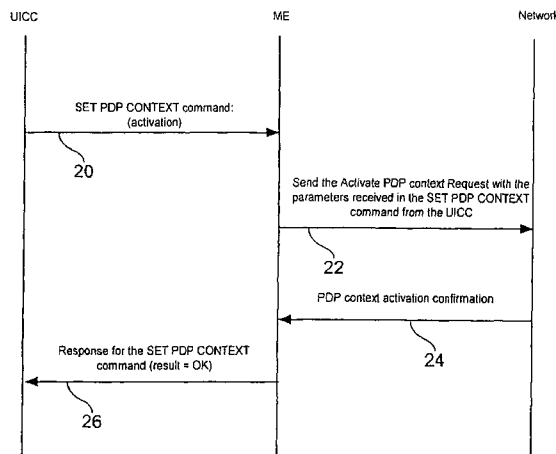 UICC
ME
Network
SET PDP CONTEXT command:
(activation)
20
Send the Activate PDP context Request with the
parameters received in the SET PDP CONTEXT
command from the UICC
22
PDP context activation confirmation
24
Response for the SET PDP CONTEXT
command (result = OK)
26